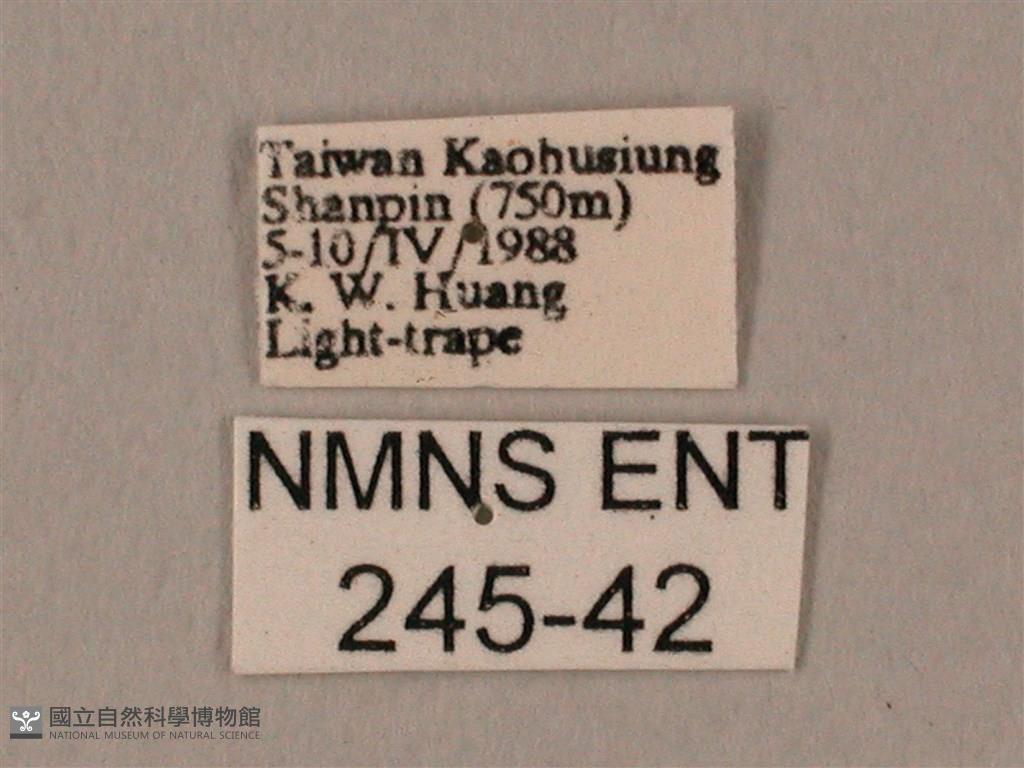 Taiwan Kaohusiung
Shanpin (750m)
5-10/IV/1988
K. W. Huang
Light-trape
NMNS ENT
245-42
國立自然科學博物館
NATIONAL MUSEUM OF NATURAL SCIENCE